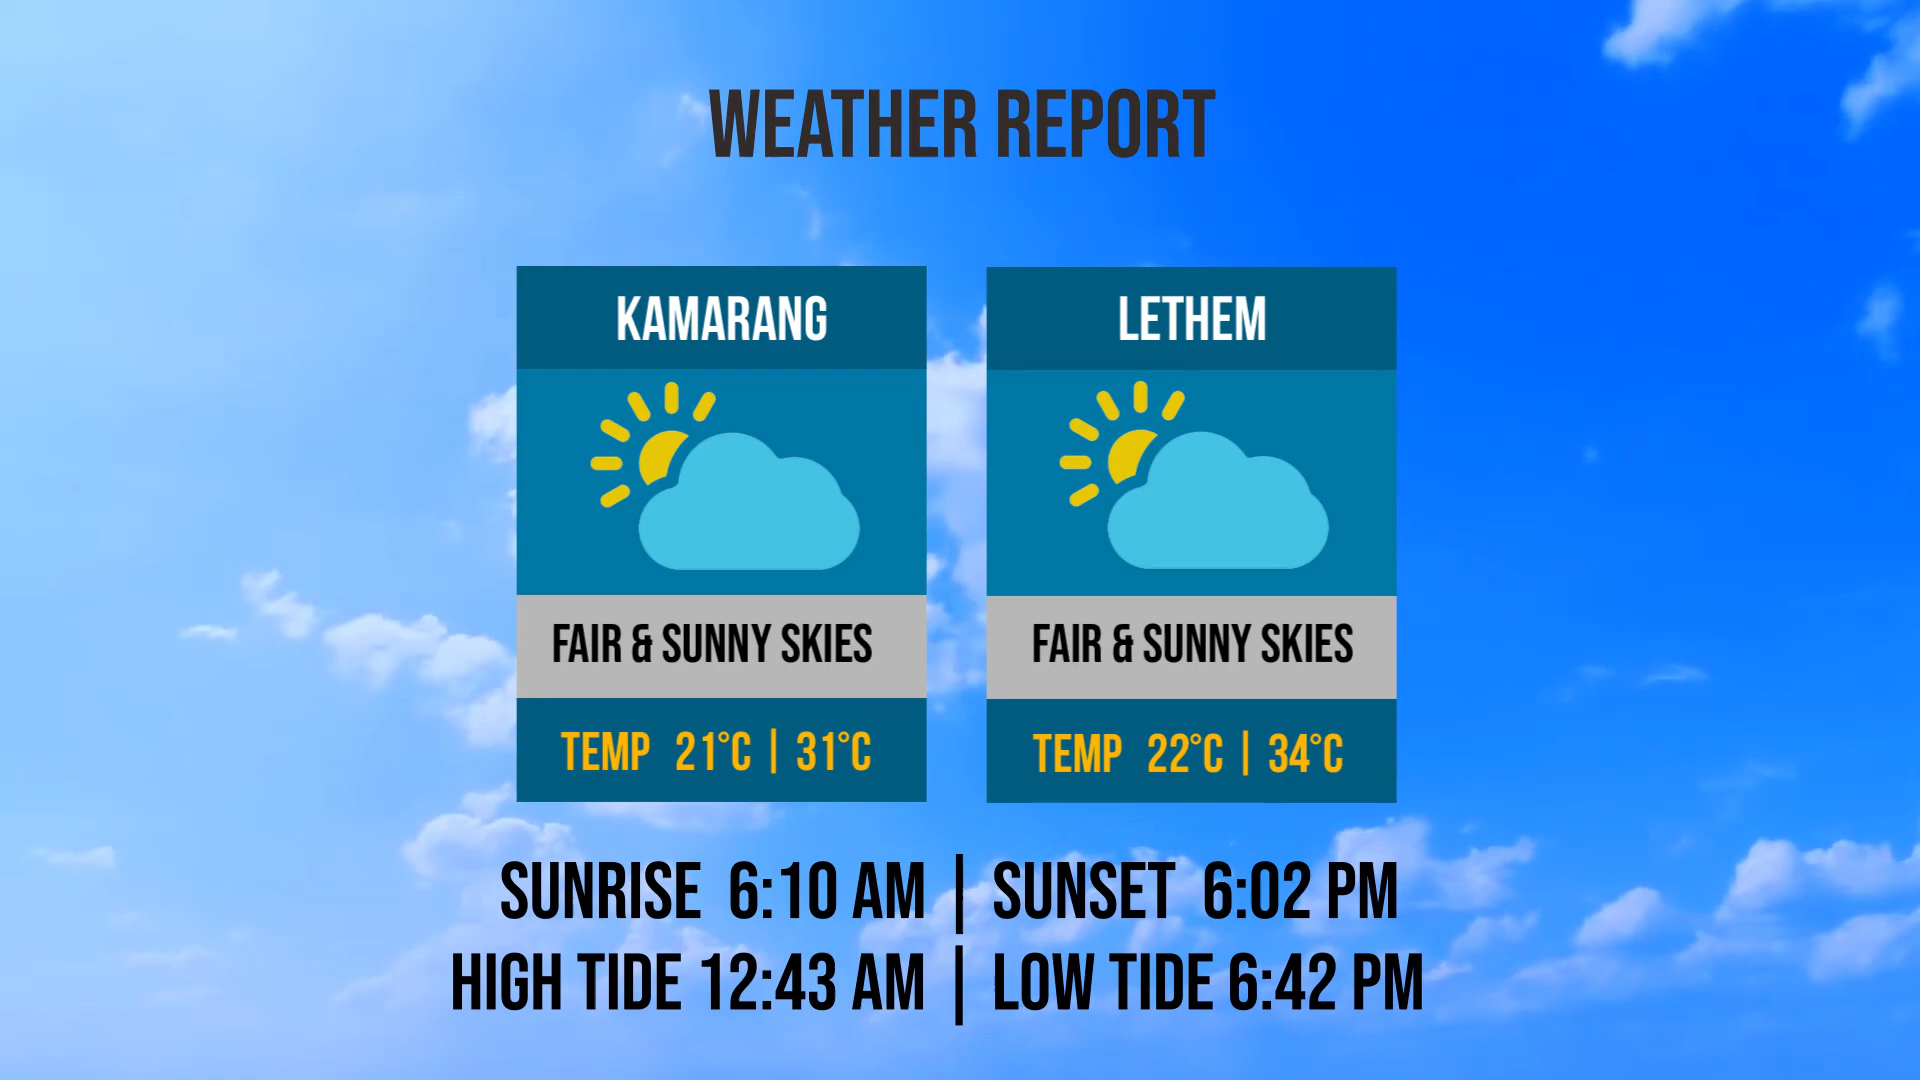 WEATHER REPORT
KAMARANG
FAIR & SUNNY SKIES
TEMP 21°C | 31°C
LETHEM
FAIR & SUNNY SKIES
TEMP 22°C | 34°C
SUNRISE 6:10 AM | SUNSET 6:02 PM
HIGH TIDE 12:43 AM | LOW TIDE 6:42 PM